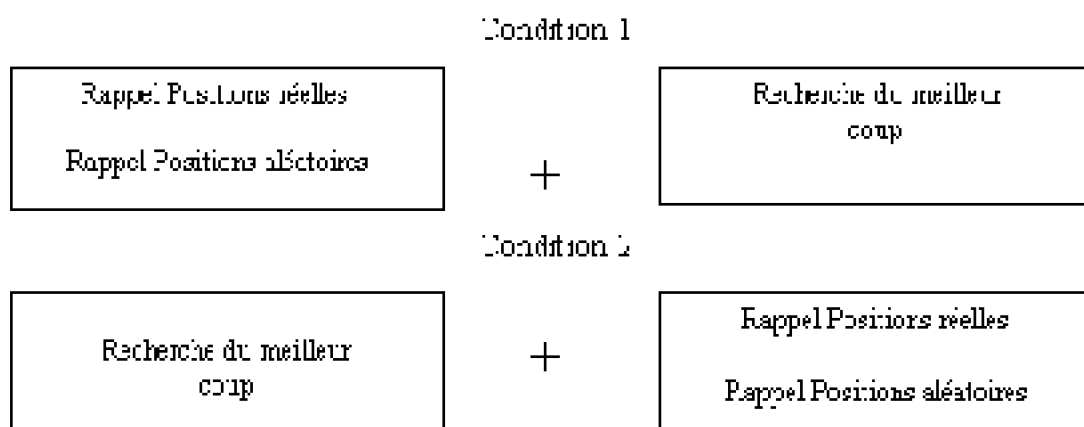 Condition 1
Rappel Positions réelles
Rappel Positions aléatoires
+
Recherche du meilleur
coup
Condition 2
Recherche du meilleur
coup
+
Rappel Positions réelles
Rappel Positions aléatoires